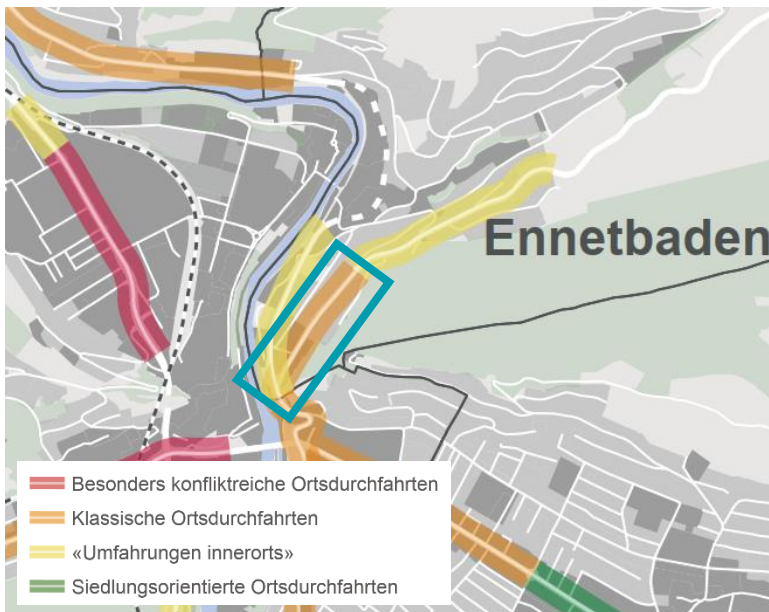 Ennetbaden
Besonders konfliktreiche Ortsdurchfahrten
Klassische Ortsdurchfahrten
«Umfahrungen innerorts»
Siedlungsorientierte Ortsdurchfahrten